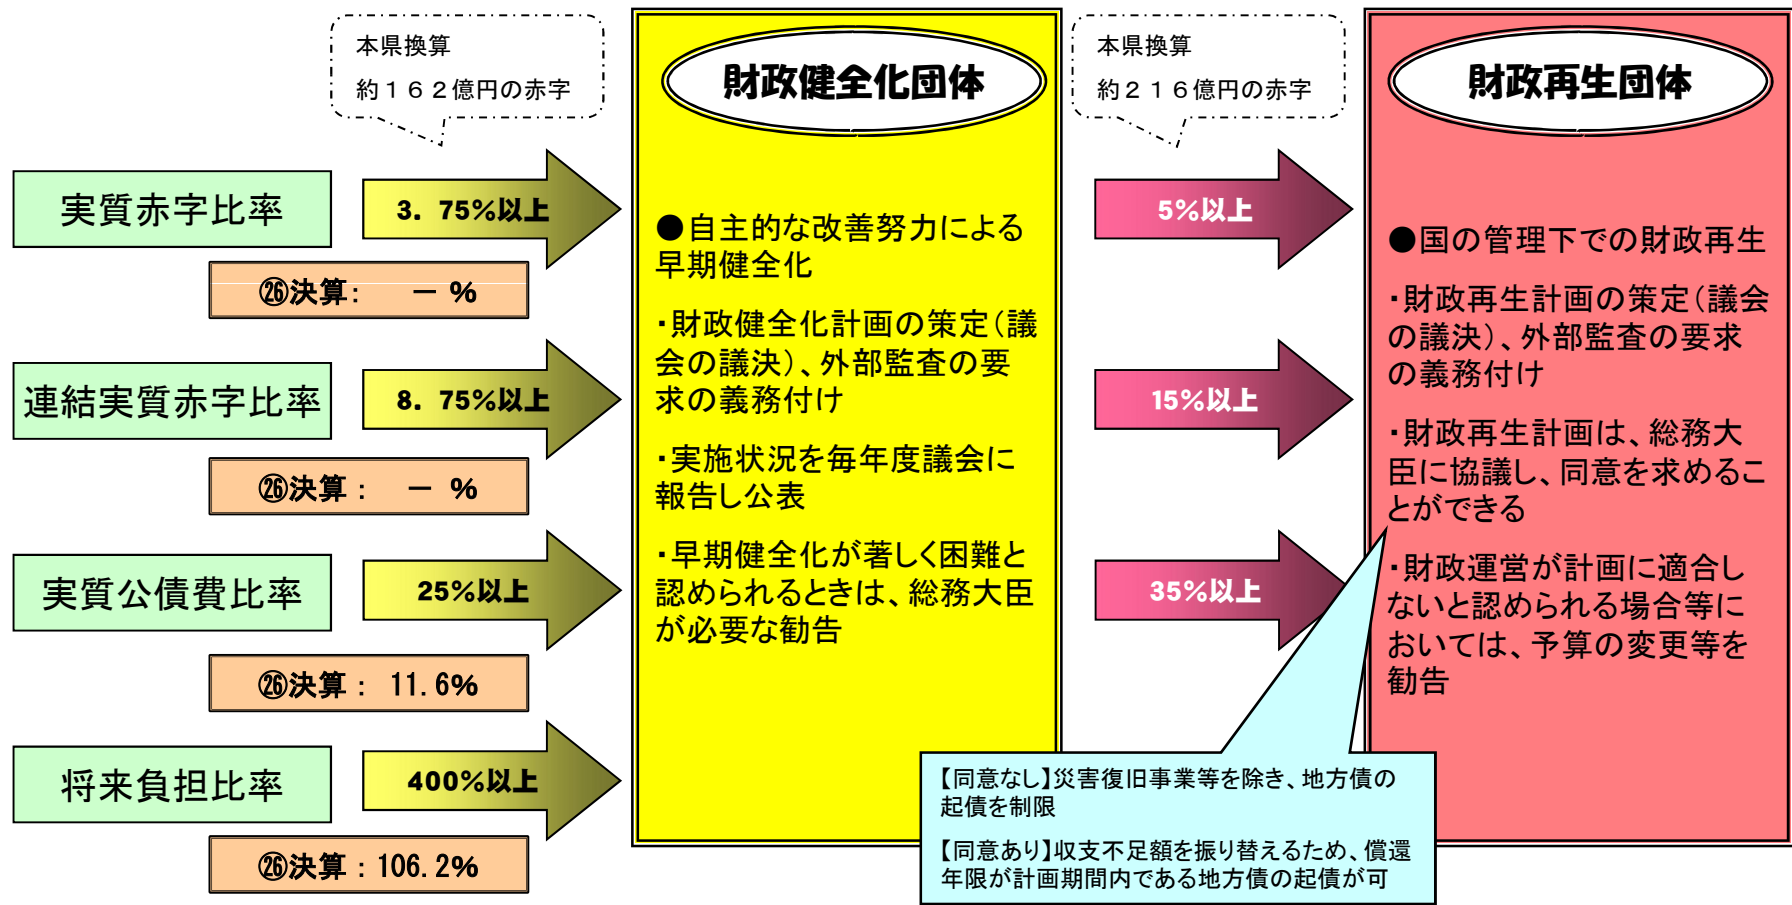 本県換算
約１６２億円の赤字
財政健全化団体
本県換算
約２１６億円の赤字
財政再生団体
実質赤字比率
3．75%以上
㉖決算：　－ %
連結実質赤字比率
8．75%以上
㉖決算：　－ %
実質公債費比率
25%以上
㉖決算：11.6%
将来負担比率
400%以上
㉖決算：106.2%
●自主的な改善努力による
早期健全化
・財政健全化計画の策定（議
会の議決）、外部監査の要
求の義務付け
・実施状況を毎年度議会に
報告し公表
・早期健全化が著しく困難と
認められるときは、総務大臣
が必要な勧告
5%以上
15%以上
35%以上
●国の管理下での財政再生
・財政再生計画の策定（議会
の議決）、外部監査の要求
の義務付け
・財政再生計画は、総務大
臣に協議し、同意を求めるこ
とができる
・財政運営が計画に適合し
ないと認められる場合等に
おいては、予算の変更等を
勧告
【同意なし】災害復旧事業等を除き、地方債の
起債を制限
【同意あり】収支不足額を振り替えるため、償還
年限が計画期間内である地方債の起債が可